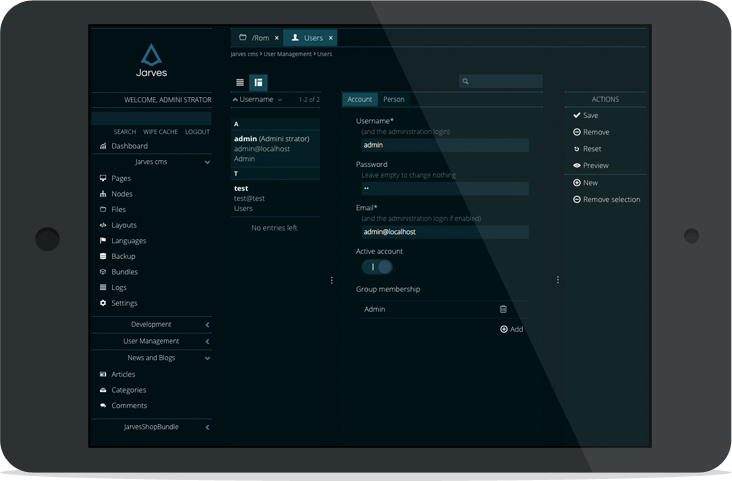 Jarves
WELCOME, ADMINI STRATOR
SEARCH WIPE CACHE LOGOUT
Dashboard
Jarves cms
Pages
Nodes
Files
Layouts
Languages
Backup
Bundles
Logs
Settings
Development
User Management
News and Blogs
Articles
Categories
Comments
JarvesShopBundle
/Rom × Users ×
Jarves cms › User Management › Users
Username 1-2 of 2
A
admin (Admini strator)
admin@localhost
Admin
T
test
test@test
Users
No entries left.
Account Person
Username*
(and the administration login)
admin
Password
Leave empty to change nothing
••
Email*
(and the administration login if enabled)
admin@localhost
Active account
Group membership
Admin
Add
ACTIONS
Save
Remove
Reset
Preview
New
Remove selection